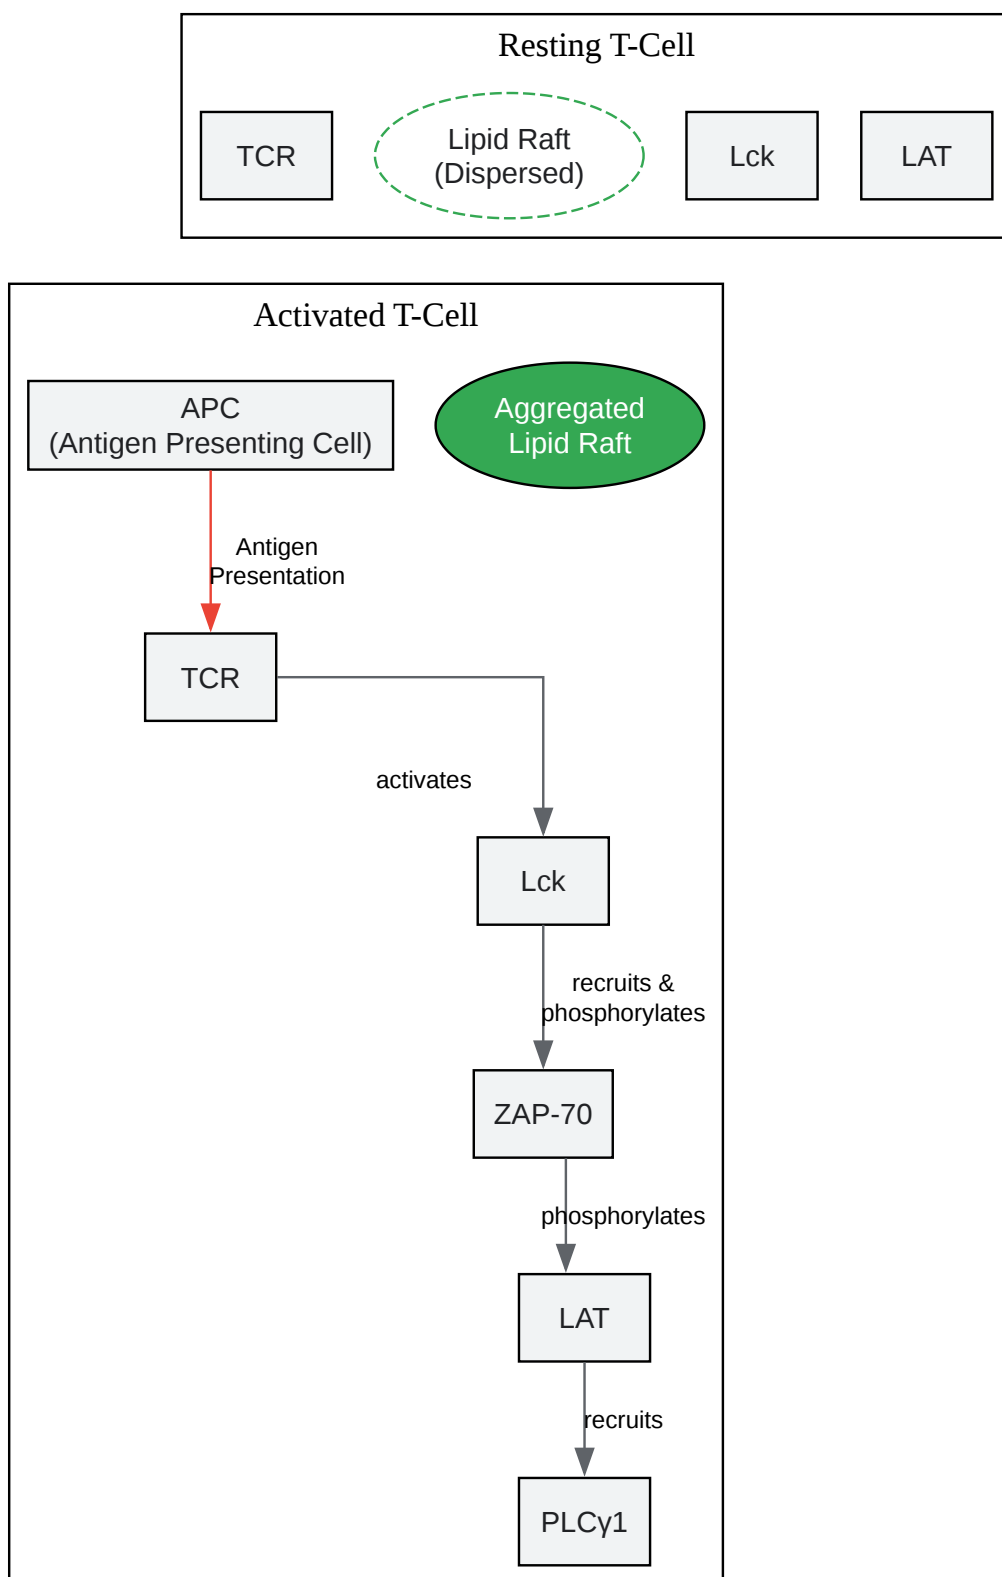 Resting T-Cell
TCR
Lipid Raft
(Dispersed)
Lck
LAT
Activated T-Cell
APC
(Antigen Presenting Cell)
Aggregated
Lipid Raft
Antigen
Presentation
TCR
activates
Lck
recruits &
phosphorylates
ZAP-70
phosphorylates
LAT
recruits
PLCγ1